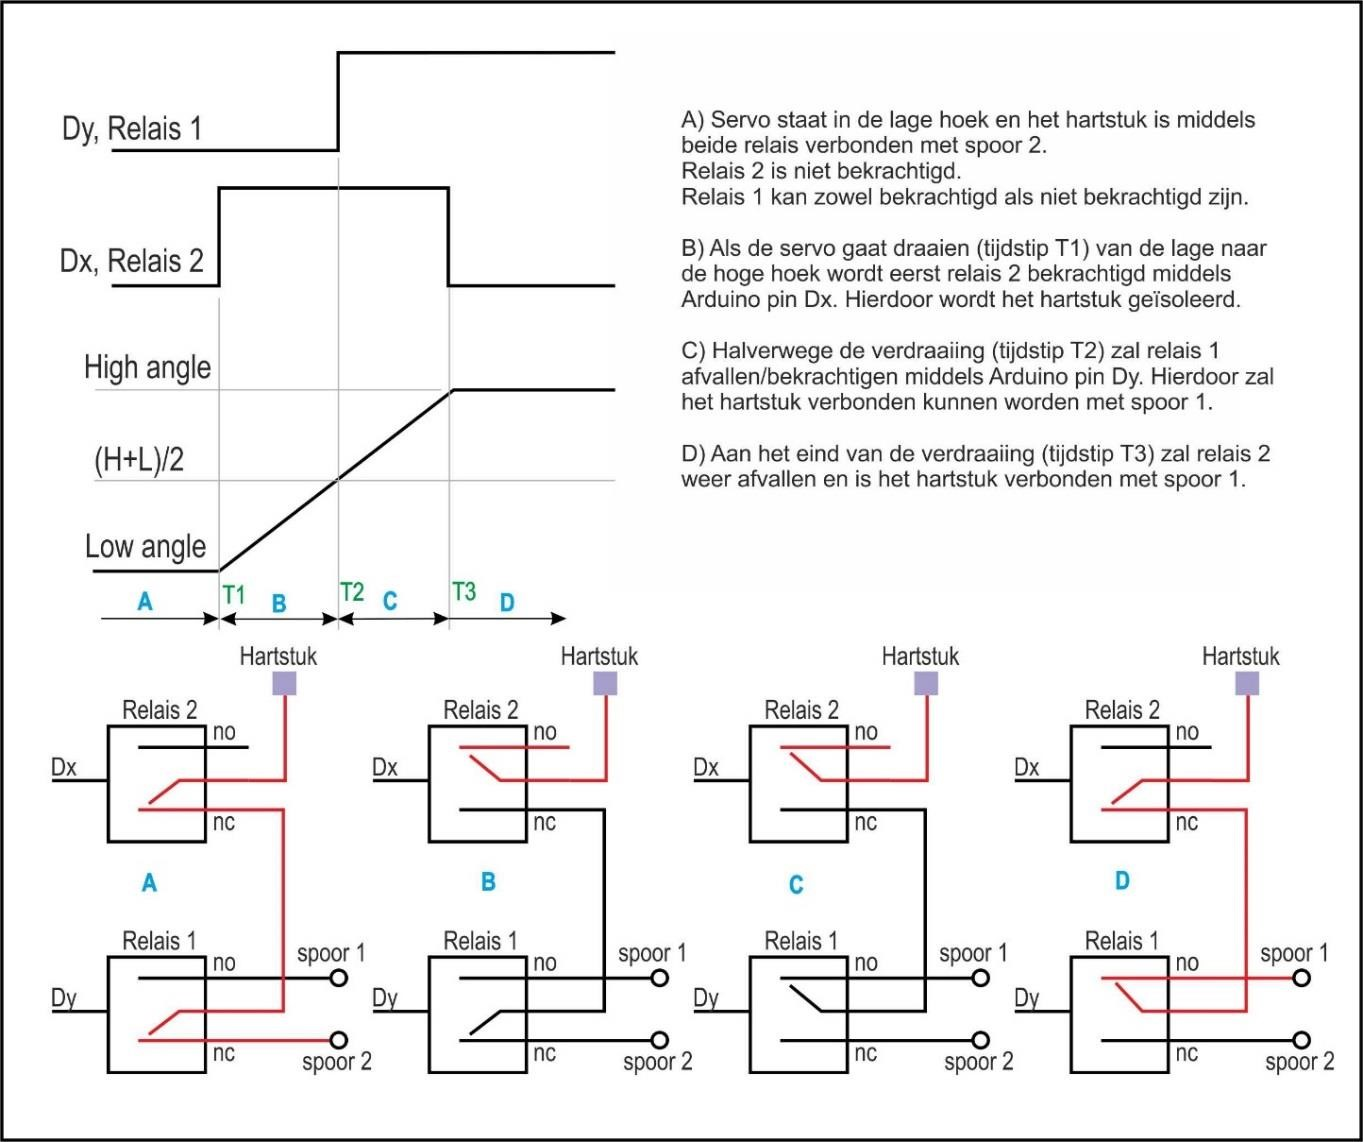 Dy, Relais 1
Dx, Relais 2
High angle
(H+L)/2
Low angle
A
T1
B
T2
C
T3
D
A) Servo staat in de lage hoek en het hartstuk is middels
beide relais verbonden met spoor 2.
Relais 2 is niet bekrachtigd.
Relais 1 kan zowel bekrachtigd als niet bekrachtigd zijn.
B) Als de servo gaat draaien (tijdstip T1) van de lage naar
de hoge hoek wordt eerst relais 2 bekrachtigd middels
Arduino pin Dx. Hierdoor wordt het hartstuk geïsoleerd.
C) Halverwege de verdraaiing (tijdstip T2) zal relais 1
afvallen/bekrachtigen middels Arduino pin Dy. Hierdoor zal
het hartstuk verbonden kunnen worden met spoor 1.
D) Aan het eind van de verdraaiing (tijdstip T3) zal relais 2
weer afvallen en is het hartstuk verbonden met spoor 1.
Hartstuk
Relais 2
no
Dx
nc
A
Relais 1
no
spoor 1
Dy
nc
spoor 2
Hartstuk
Relais 2
no
Dx
nc
B
Relais 1
no
spoor 1
Dy
nc
spoor 2
Hartstuk
Relais 2
no
Dx
nc
C
Relais 1
no
spoor 1
Dy
nc
spoor 2
Hartstuk
Relais 2
no
Dx
nc
D
Relais 1
no
spoor 1
Dy
nc
spoor 2